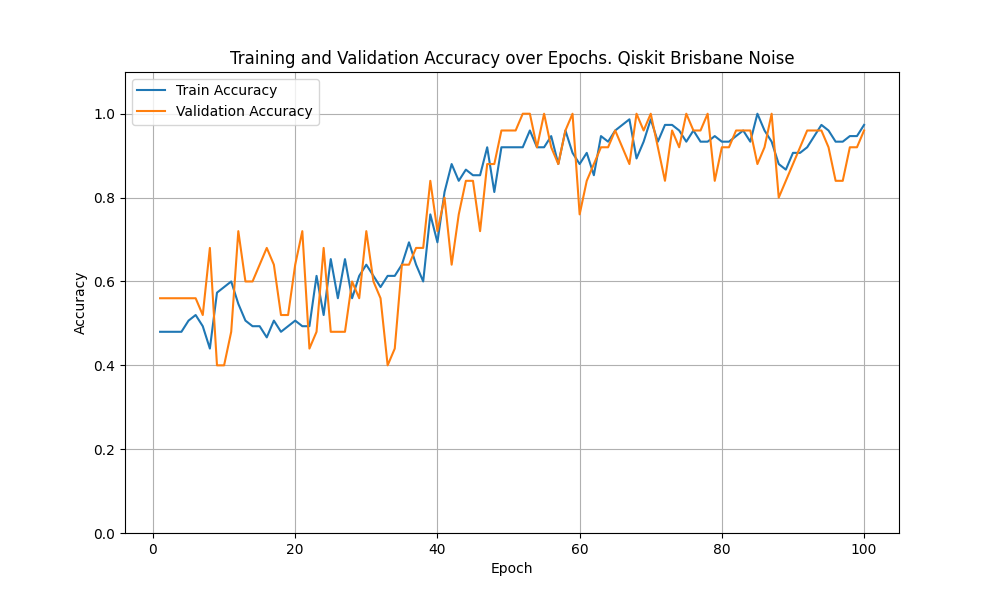 Training and Validation Accuracy over Epochs. Qiskit Brisbane Noise
Train Accuracy
Validation Accuracy
1.0
0.8
0.6
0.4
0.2
0.0
Accuracy
0 20 40 60 80 100
Epoch